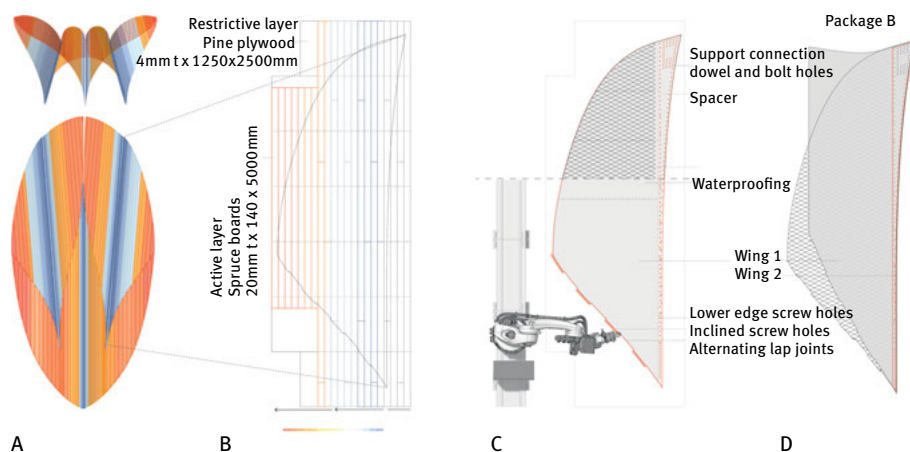 Restrictive layer
Pine plywood
4mm t x 1250x2500mm
Active layer
Spruce boards
20mm t x 140 x 5000mm
Package B
Support connection
dowel and bolt holes
Spacer
Waterproofing
Wing 1
Wing 2
Lower edge screw holes
Inclined screw holes
Alternating lap joints
A
B
C
D